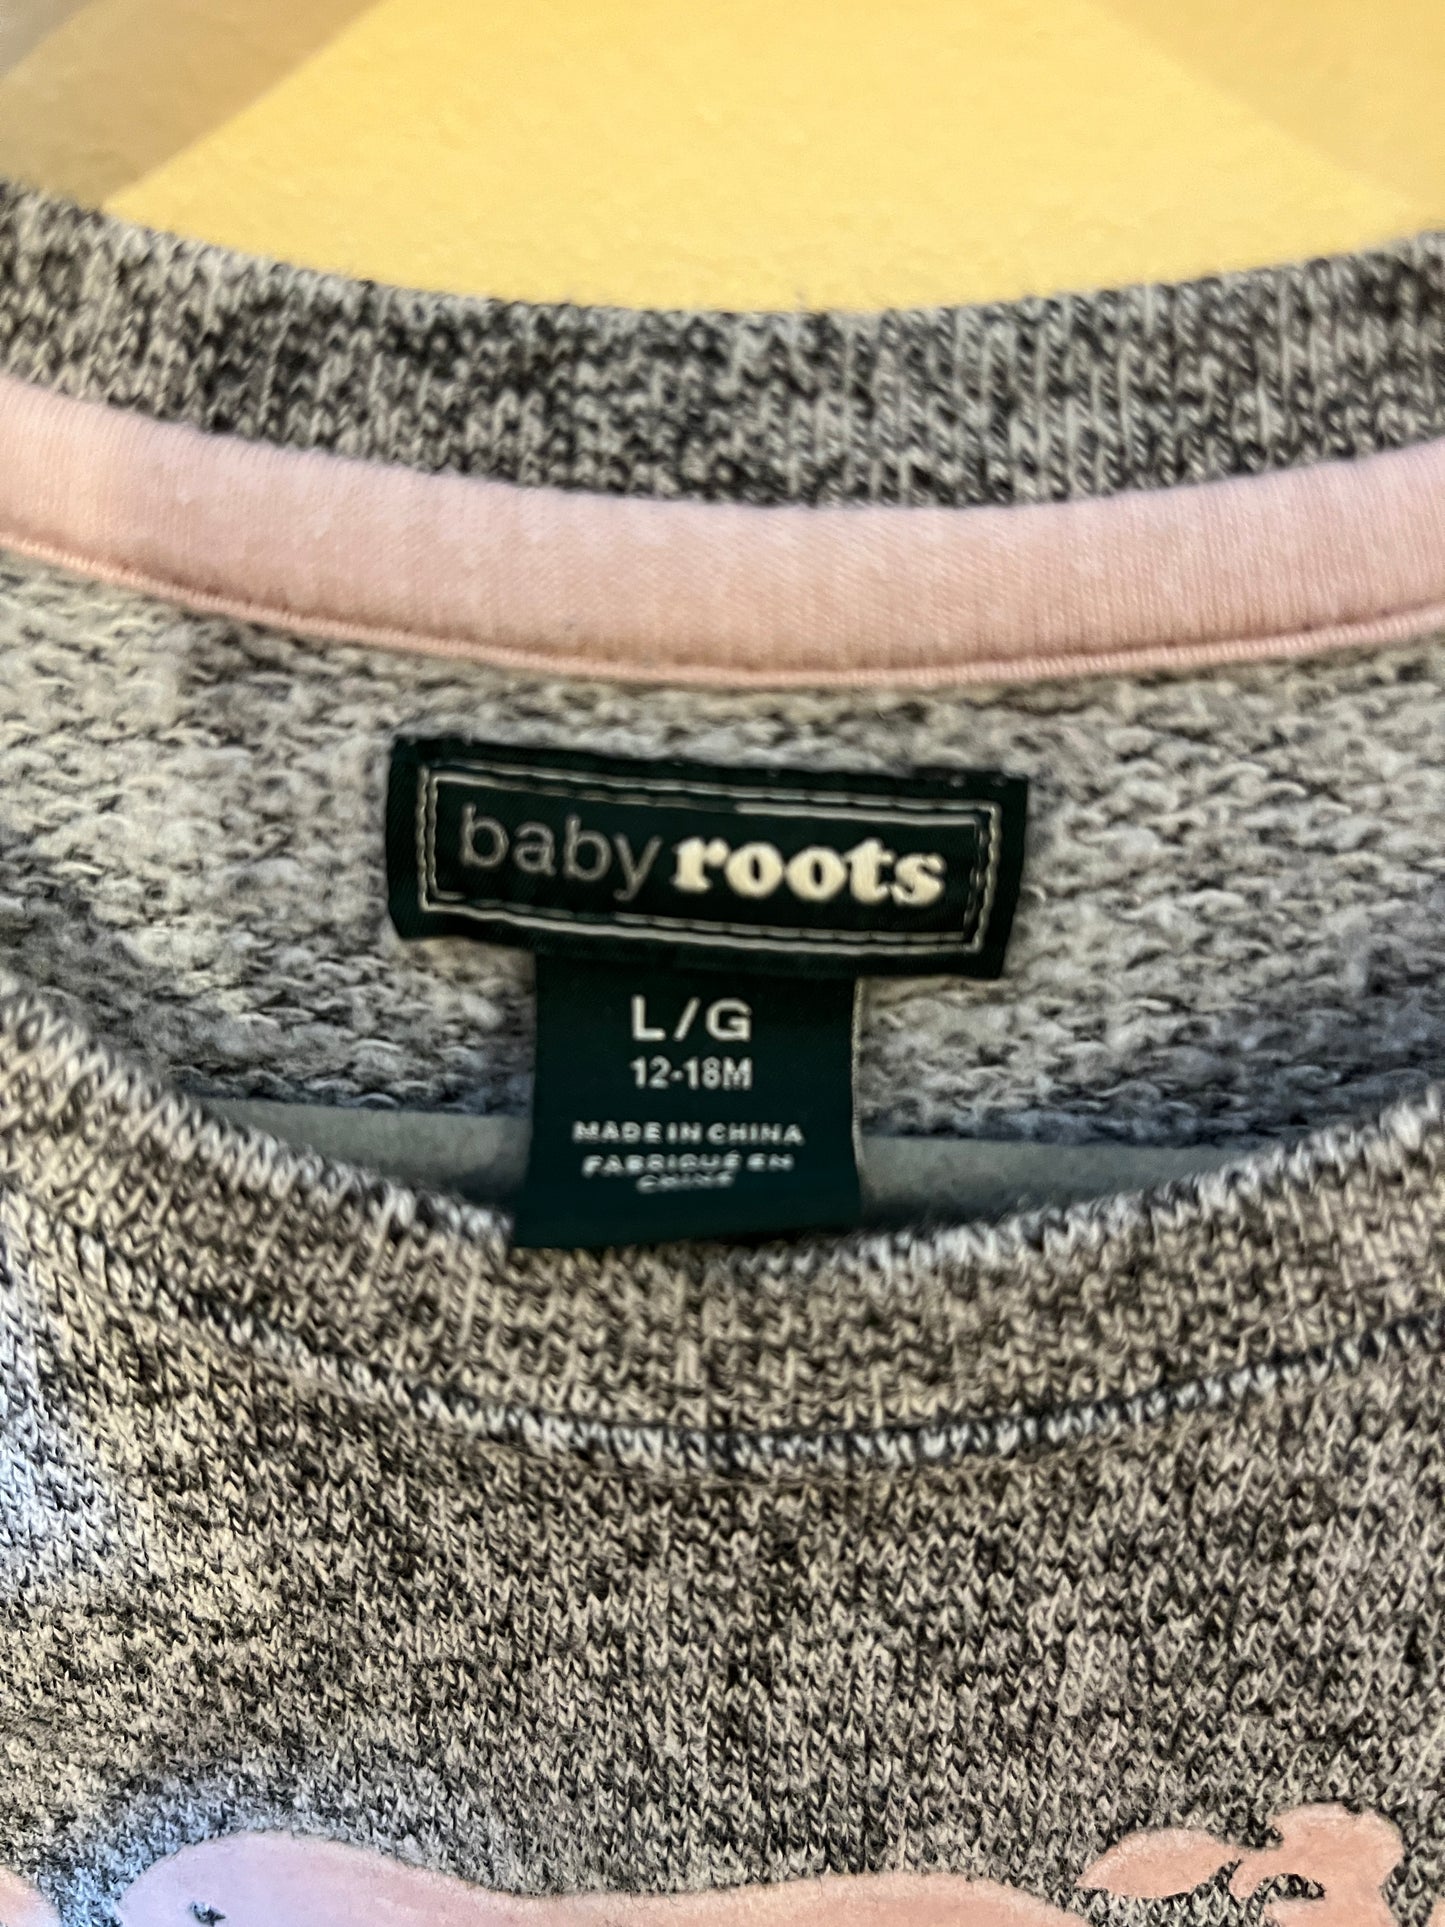 baby roots
L/G
12-18M
MADE IN CHINA
FABRIQUÉ EN
CHINE